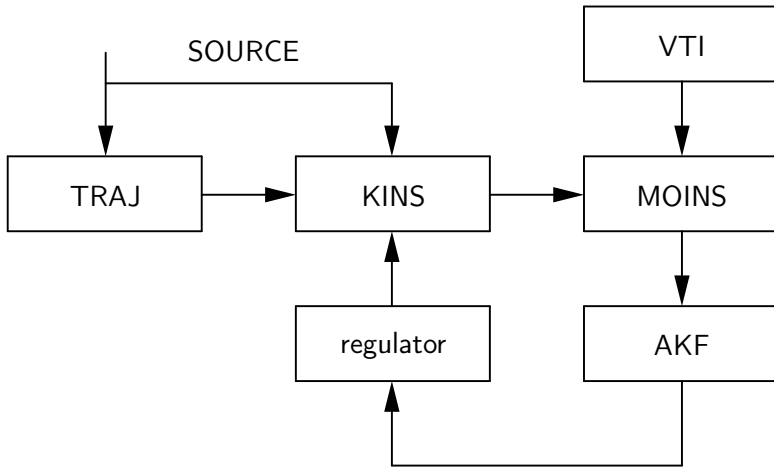 SOURCE
VTI
TRAJ
KINS
MOINS
regulator
AKF